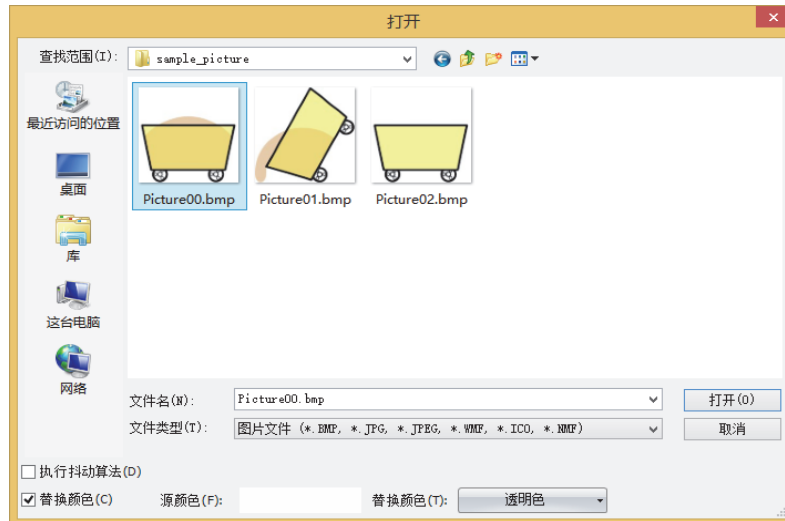 打开
查找范围(I):
sample_picture
最近访问的位置
桌面
库
这台电脑
网络
Picture00.bmp
Picture01.bmp
Picture02.bmp
文件名(N):
Picture00.bmp
打开(O)
文件类型(T):
图片文件 (*.BMP, *.JPG, *.JPEG, *.WMF, *.ICO, *.NMF)
取消
执行抖动算法(D)
替换颜色(C)
源颜色(F):
替换颜色(T):
透明色